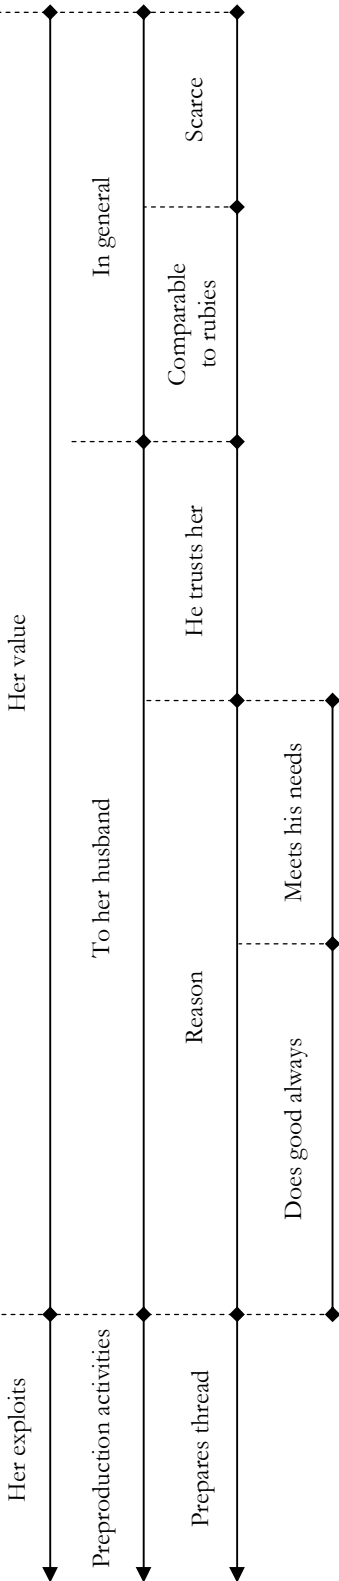 Her value
Her exploits
In general
To her husband
Preproduction activities
Scarce
Comparable
to rubies
He trusts her
Reason
Prepares thread
Meets his needs
Does good always